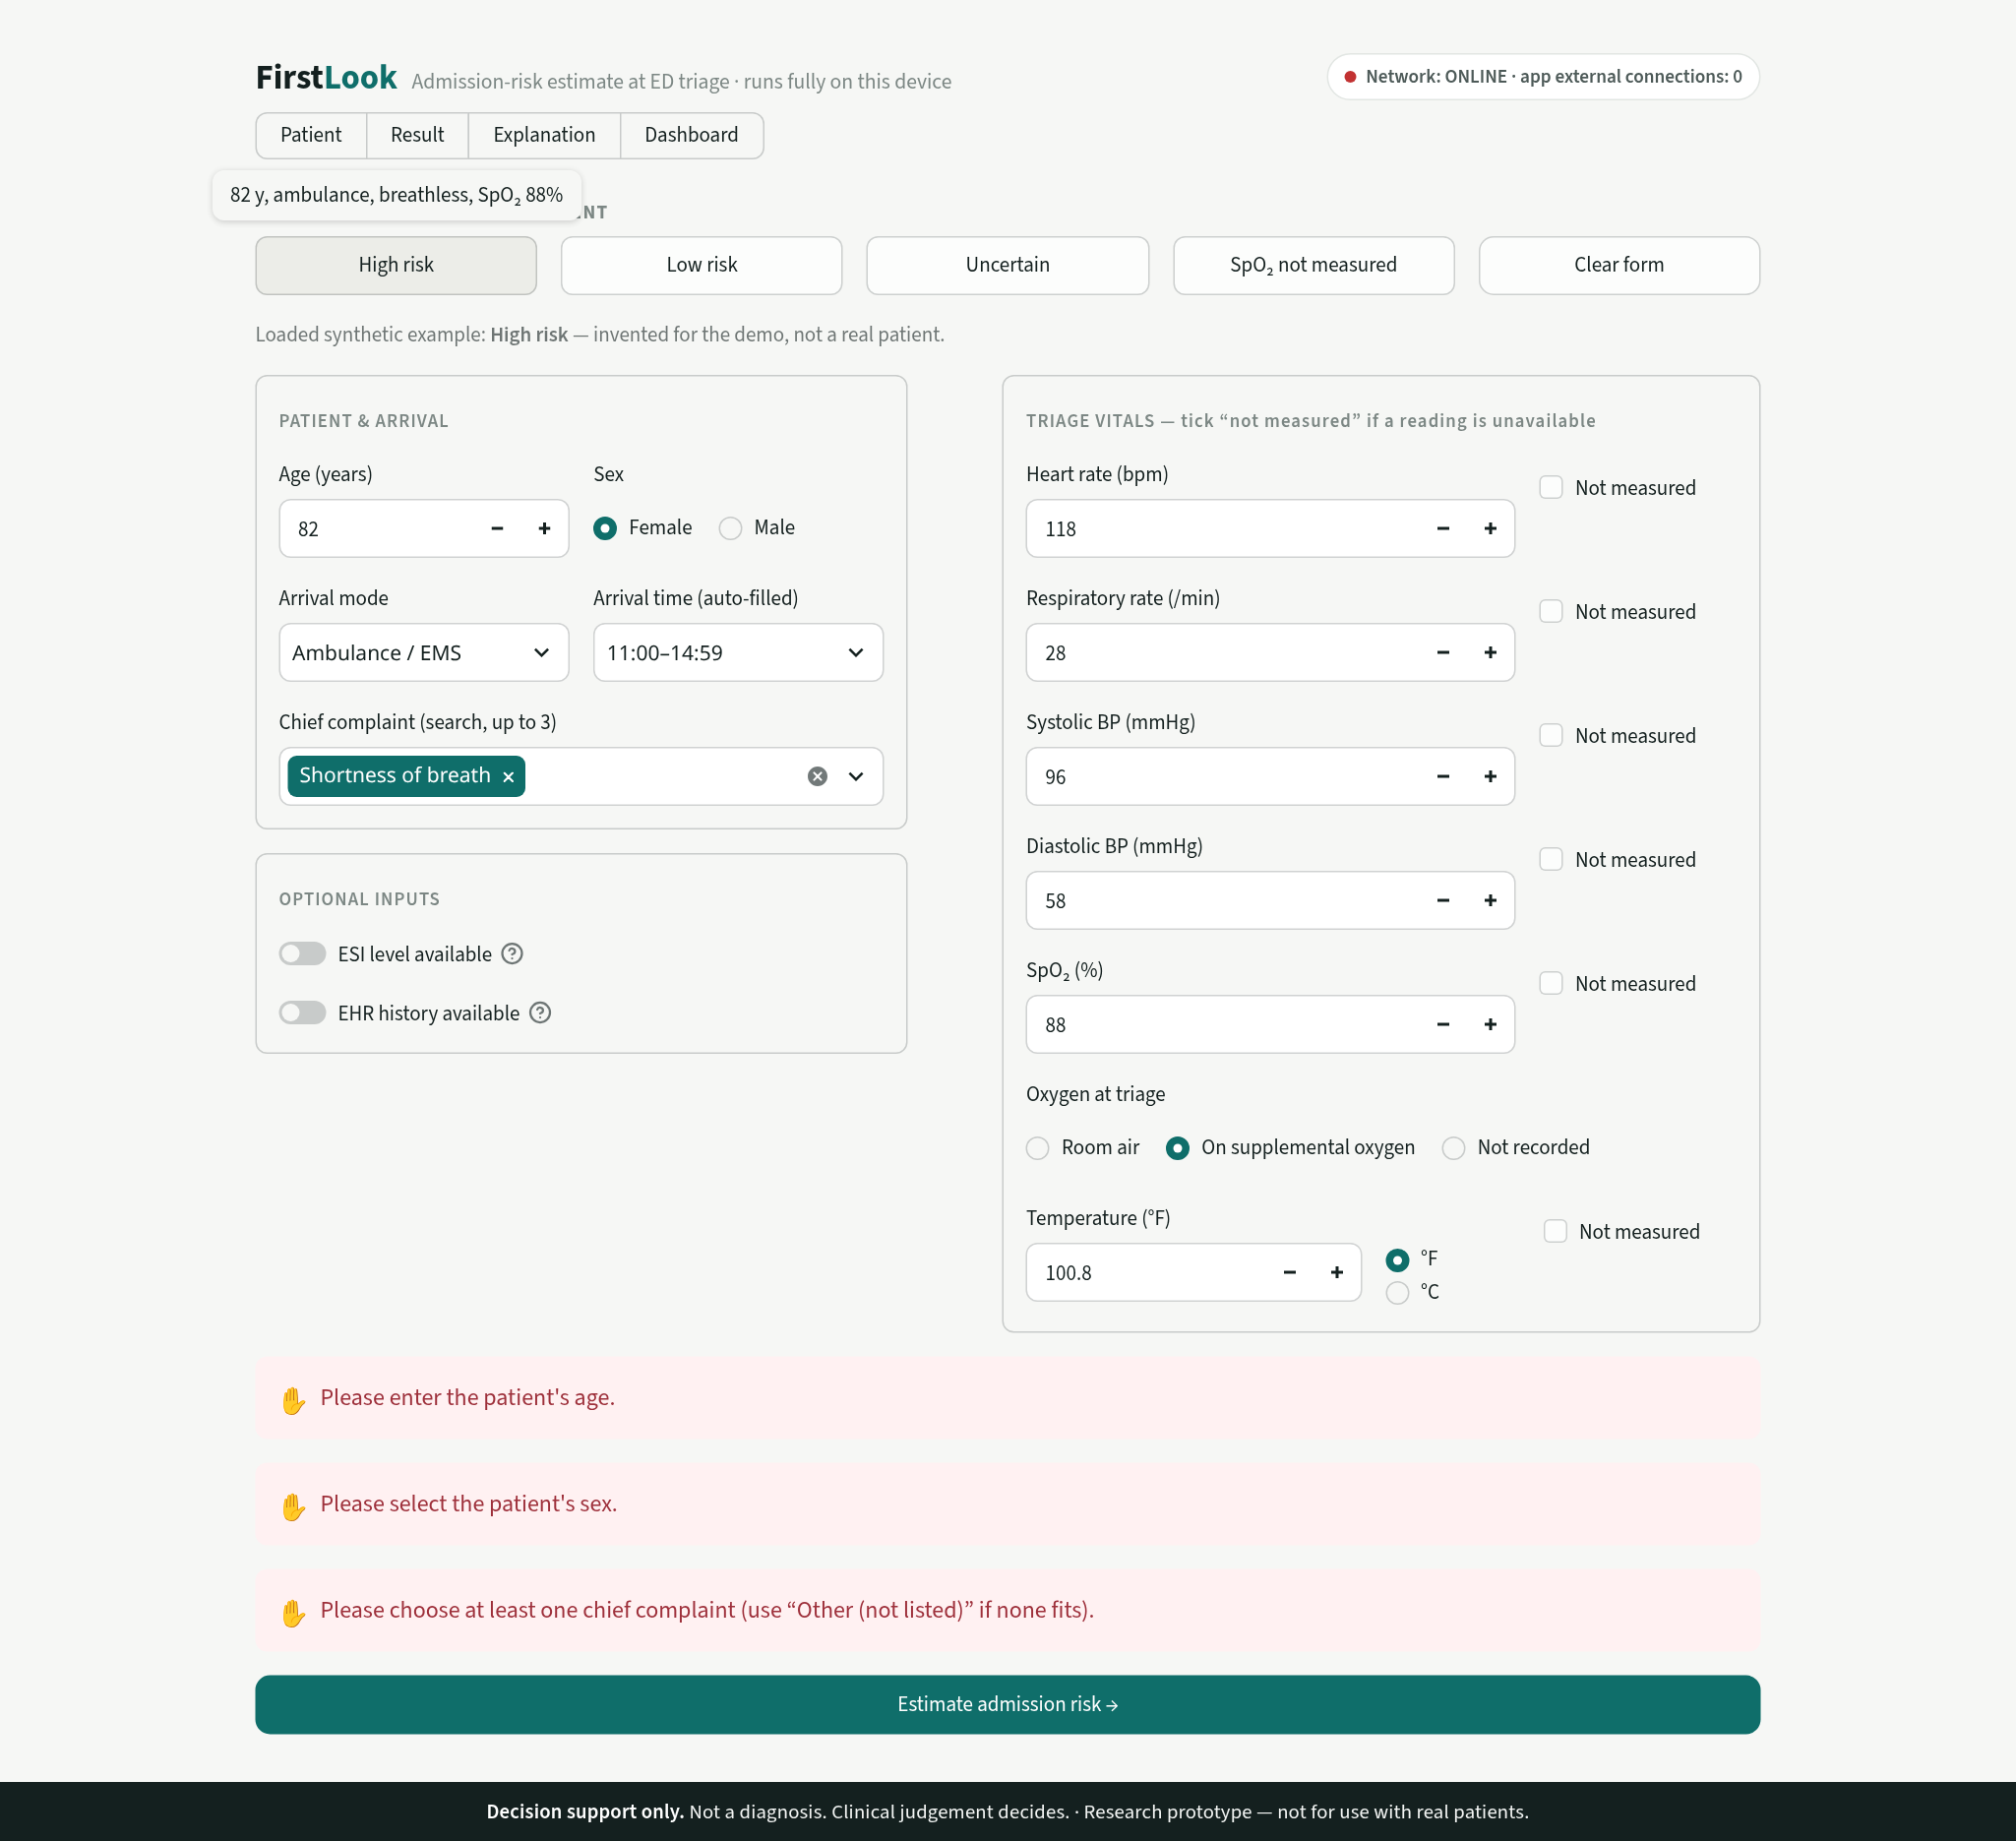 FirstLook Admission-risk estimate at ED triage · runs fully on this device
Network: ONLINE · app external connections: 0
Patient Result Explanation Dashboard
82 y, ambulance, breathless, SpO₂ 88%
High risk Low risk Uncertain SpO₂ not measured Clear form
Loaded synthetic example: High risk — invented for the demo, not a real patient.
PATIENT & ARRIVAL
Age (years) Sex
82 − + Female Male
Arrival mode Arrival time (auto-filled)
Ambulance / EMS 11:00–14:59
Chief complaint (search, up to 3)
Shortness of breath ×
OPTIONAL INPUTS
ESI level available ?
EHR history available ?
TRIAGE VITALS — tick “not measured” if a reading is unavailable
Heart rate (bpm) Not measured
118 − +
Respiratory rate (/min) Not measured
28 − +
Systolic BP (mmHg) Not measured
96 − +
Diastolic BP (mmHg) Not measured
58 − +
SpO₂ (%) Not measured
88 − +
Oxygen at triage
Room air On supplemental oxygen Not recorded
Temperature (°F) Not measured
100.8 − + °F
°C
✋ Please enter the patient's age.
✋ Please select the patient's sex.
✋ Please choose at least one chief complaint (use “Other (not listed)” if none fits).
Estimate admission risk →
Decision support only. Not a diagnosis. Clinical judgement decides. · Research prototype — not for use with real patients.